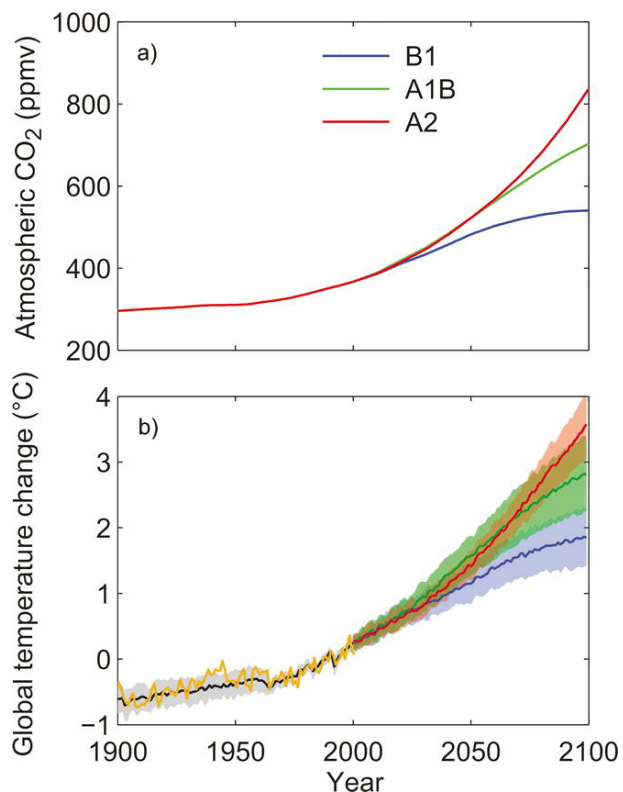 1000
800
600
400
200
Atmospheric CO₂ (ppmv)
a)
B1
A1B
A2
4
3
2
1
0
−1
Global temperature change (°C)
b)
1900
1950
2000
2050
2100
Year